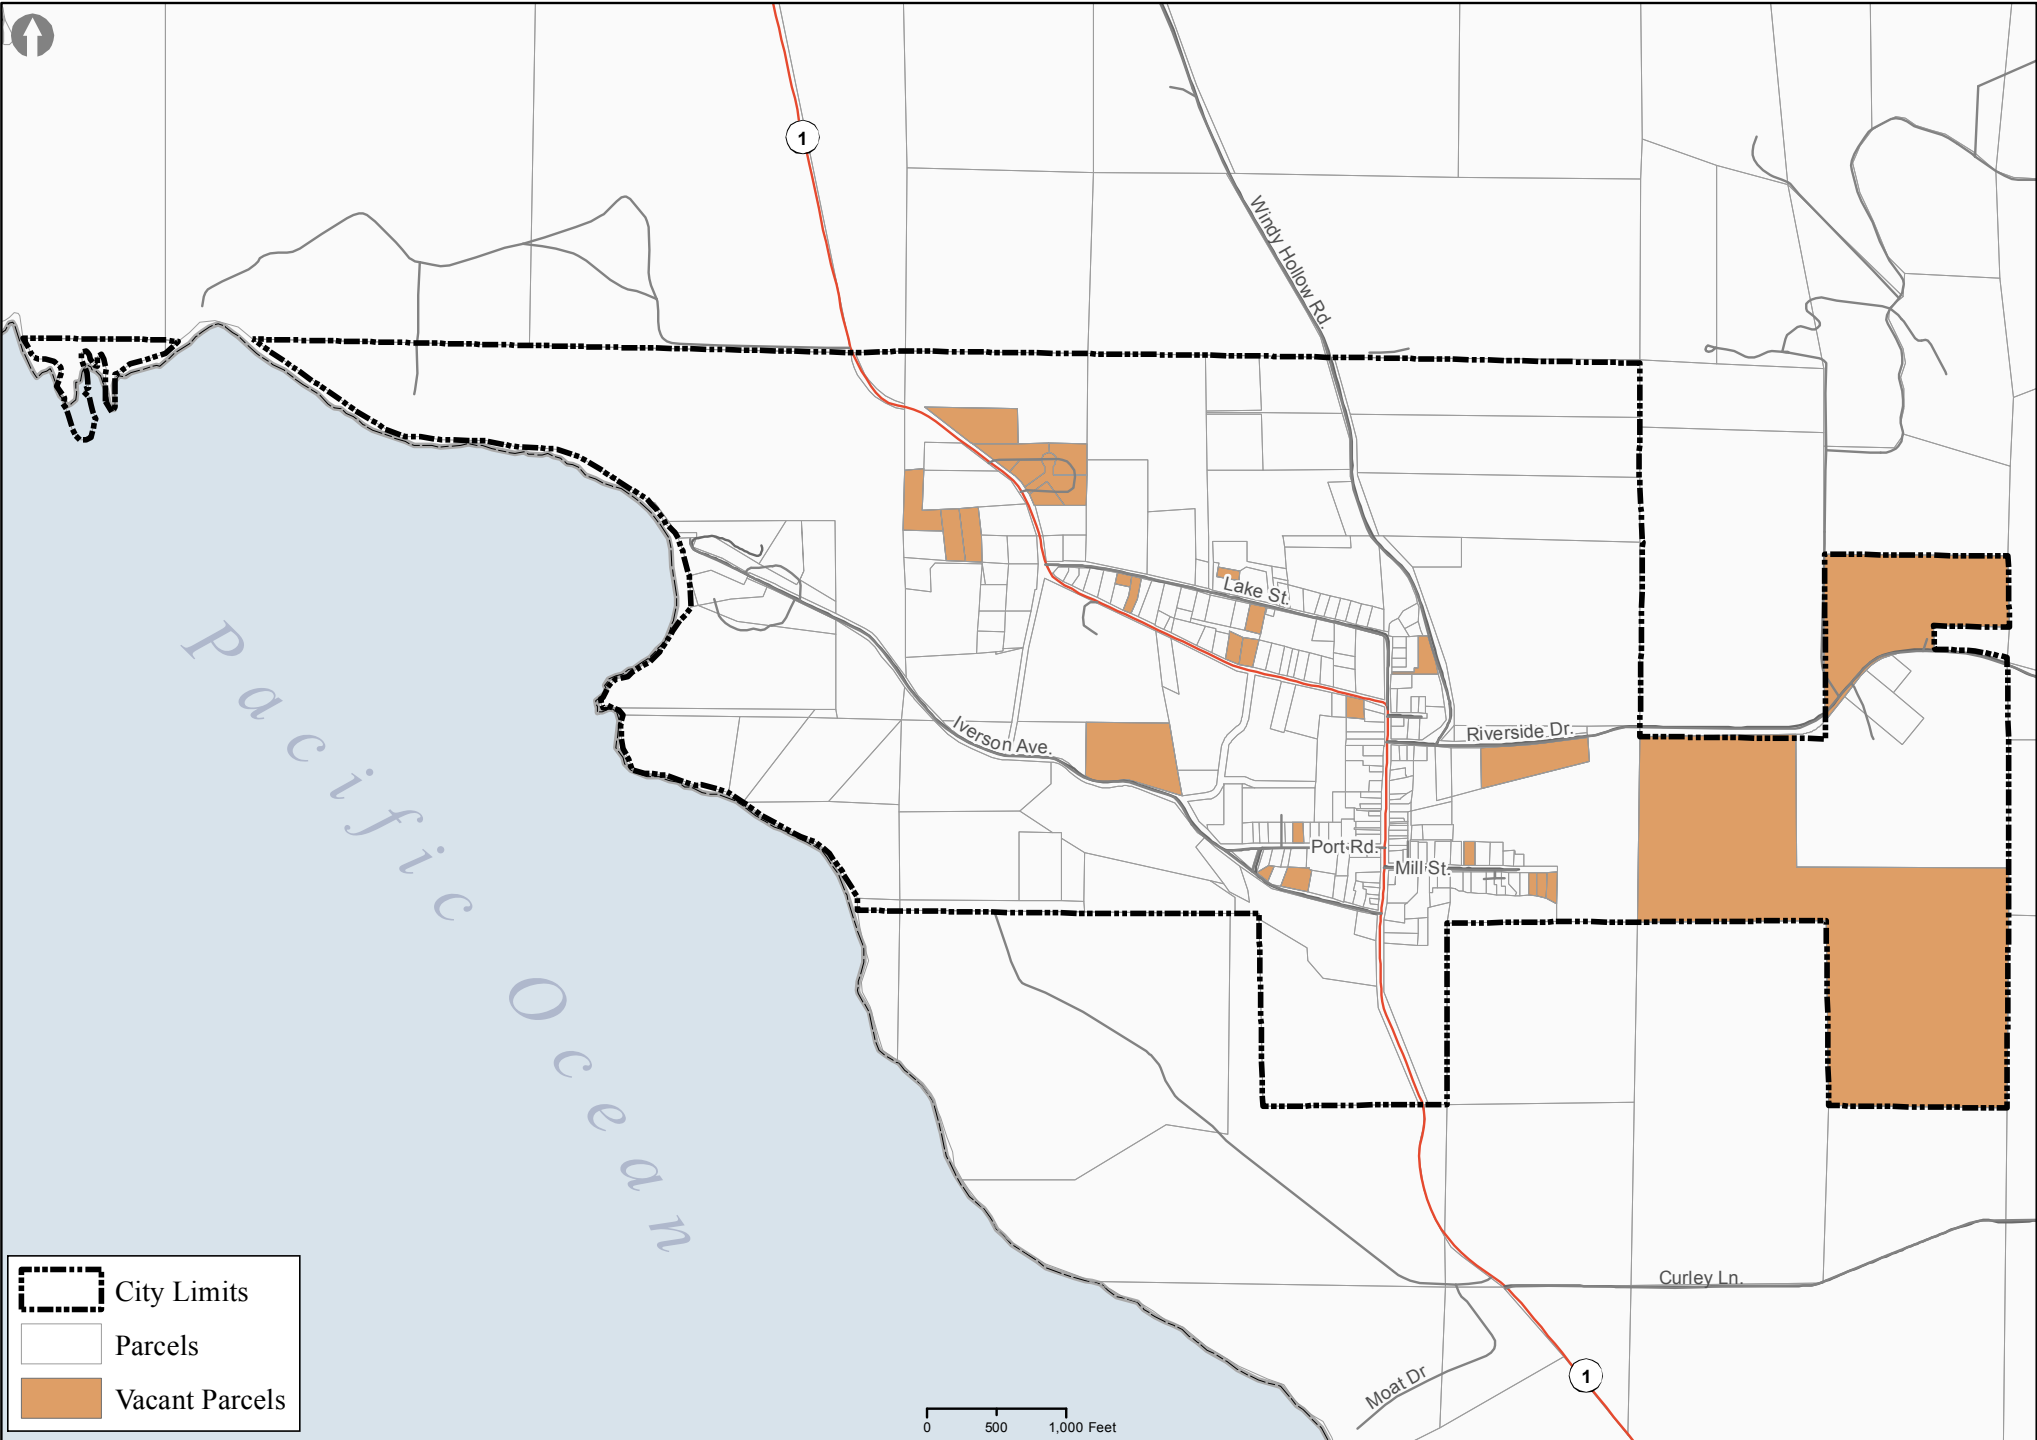 1
Windy Hollow Rd.
Lake St.
Iverson Ave.
Riverside Dr.
Port Rd.
Mill St.
Pacific Ocean
Curley Ln.
Moat Dr
1
City Limits
Parcels
Vacant Parcels
0 500 1,000 Feet